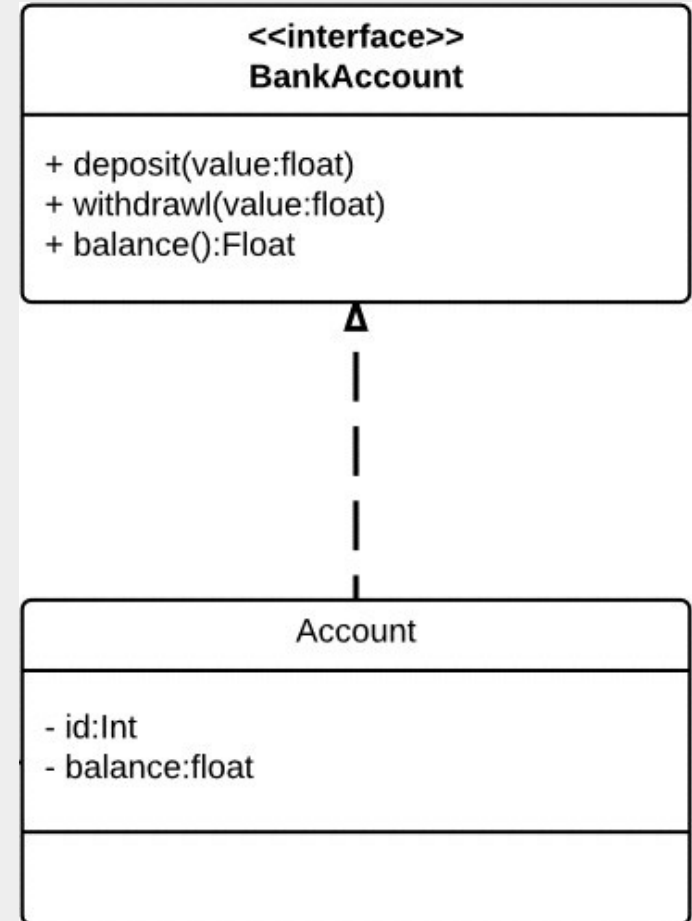 <<interface>>
BankAccount
+ deposit(value:float)
+ withdrawl(value:float)
+ balance():Float
Account
- id:Int
- balance:float